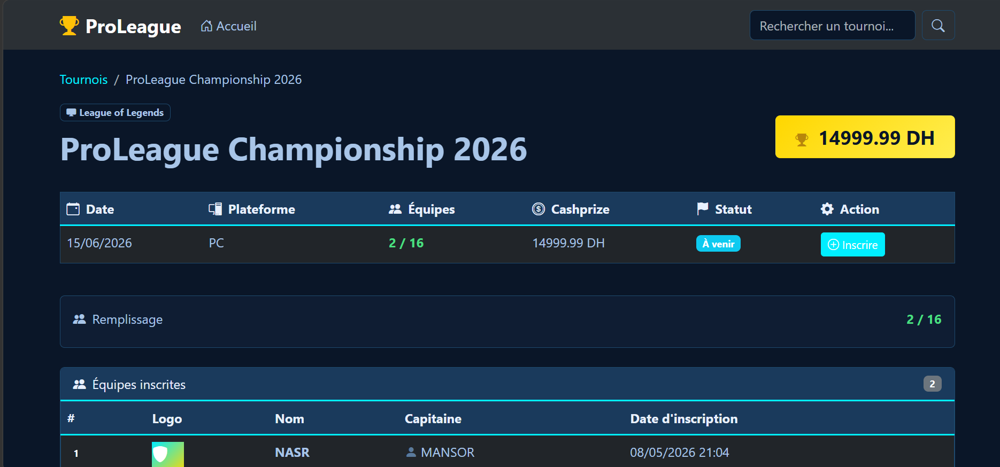 ProLeague Accueil Rechercher un tournoi...
Tournois / ProLeague Championship 2026
League of Legends
ProLeague Championship 2026
14999.99 DH
Date Plateforme Équipes Cashprize Statut Action
15/06/2026 PC 2 / 16 14999.99 DH À venir Inscrire
Remplissage 2 / 16
Équipes inscrites 2
# Logo Nom Capitaine Date d'inscription
1 NASR MANSOR 08/05/2026 21:04